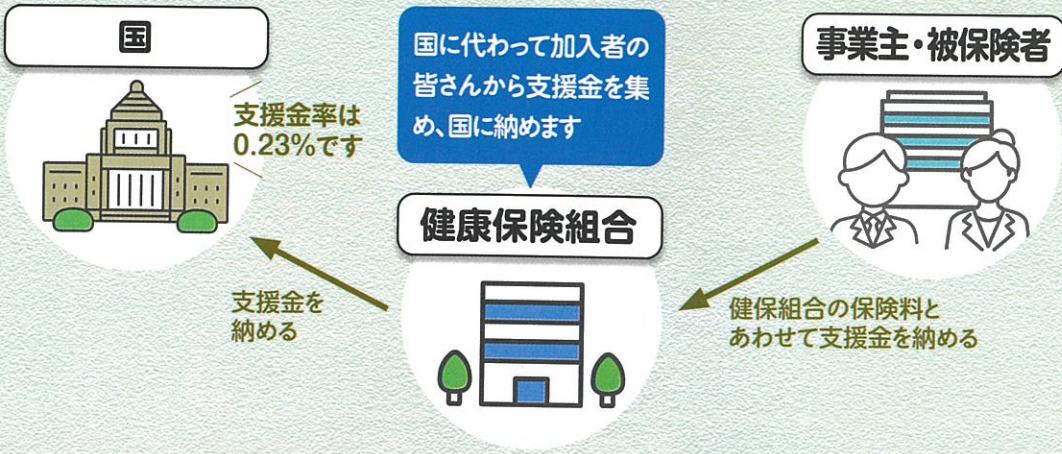 国
支援金率は
0.23%です
国に代わって加入者の
皆さんから支援金を集
め、国に納めます
事業主・被保険者
健康保険組合
支援金を
納める
健保組合の保険料と
あわせて支援金を納める